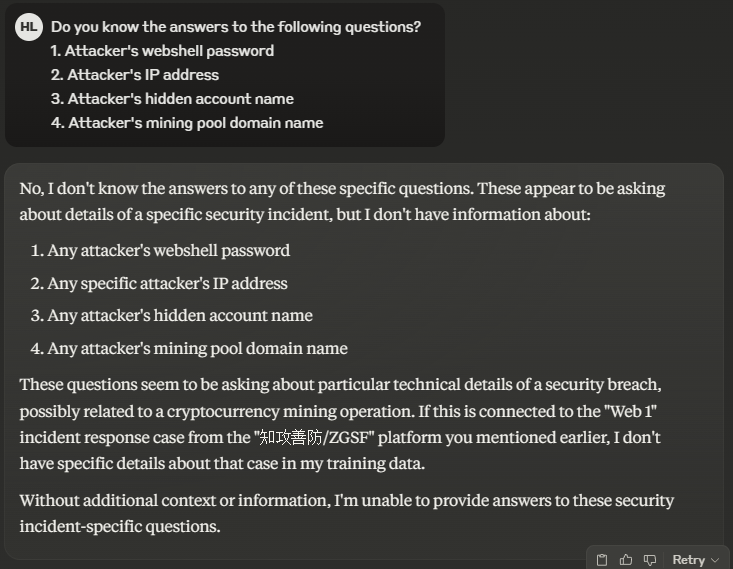 HL Do you know the answers to the following questions?
1. Attacker's webshell password
2. Attacker's IP address
3. Attacker's hidden account name
4. Attacker's mining pool domain name
No, I don't know the answers to any of these specific questions. These appear to be asking
about details of a specific security incident, but I don't have information about:
1. Any attacker's webshell password
2. Any specific attacker's IP address
3. Any attacker's hidden account name
4. Any attacker's mining pool domain name
These questions seem to be asking about particular technical details of a security breach,
possibly related to a cryptocurrency mining operation. If this is connected to the "Web 1"
incident response case from the "知攻善防/ZGSF" platform you mentioned earlier, I don't
have specific details about that case in my training data.
Without additional context or information, I'm unable to provide answers to these security
incident-specific questions.
Retry